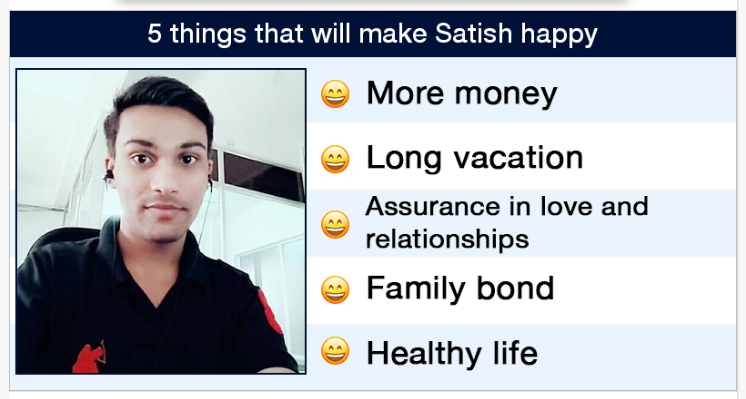 5 things that will make Satish happy
More money
Long vacation
Assurance in love and
relationships
Family bond
Healthy life